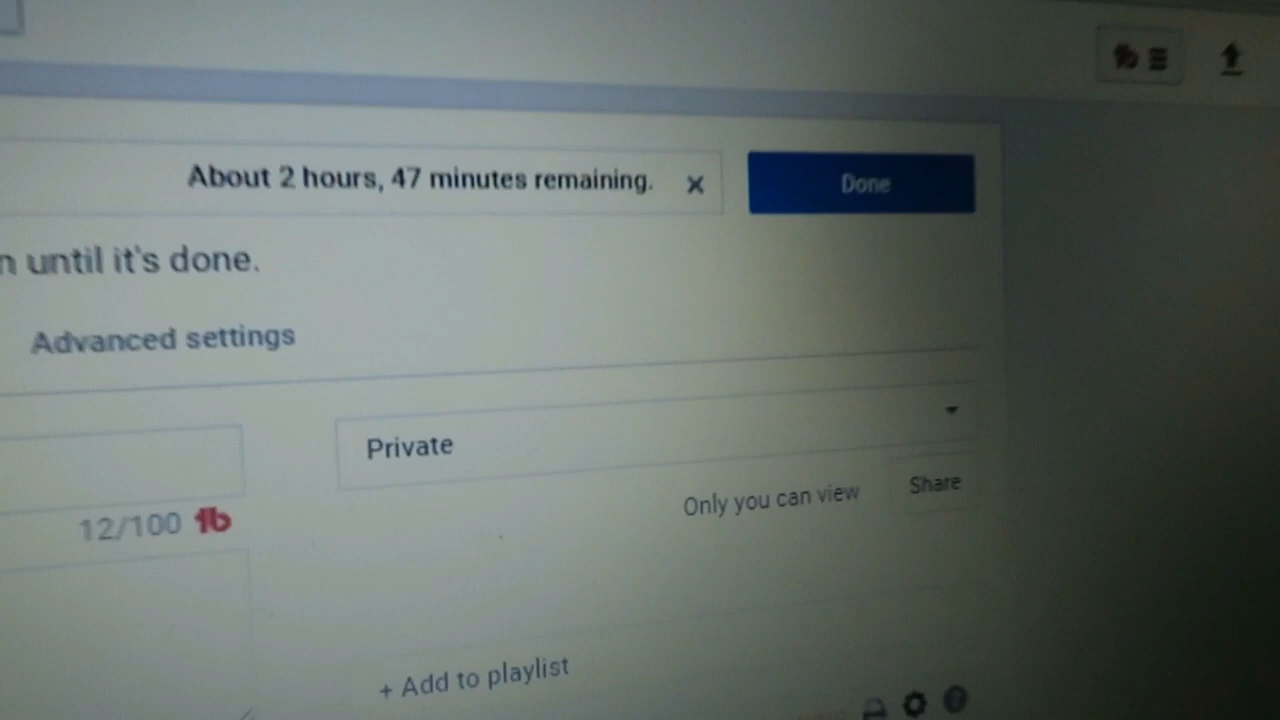 About 2 hours, 47 minutes remaining.
Done
n until it's done.
Advanced settings
Private
Only you can view
Share
12/100 tb
+ Add to playlist